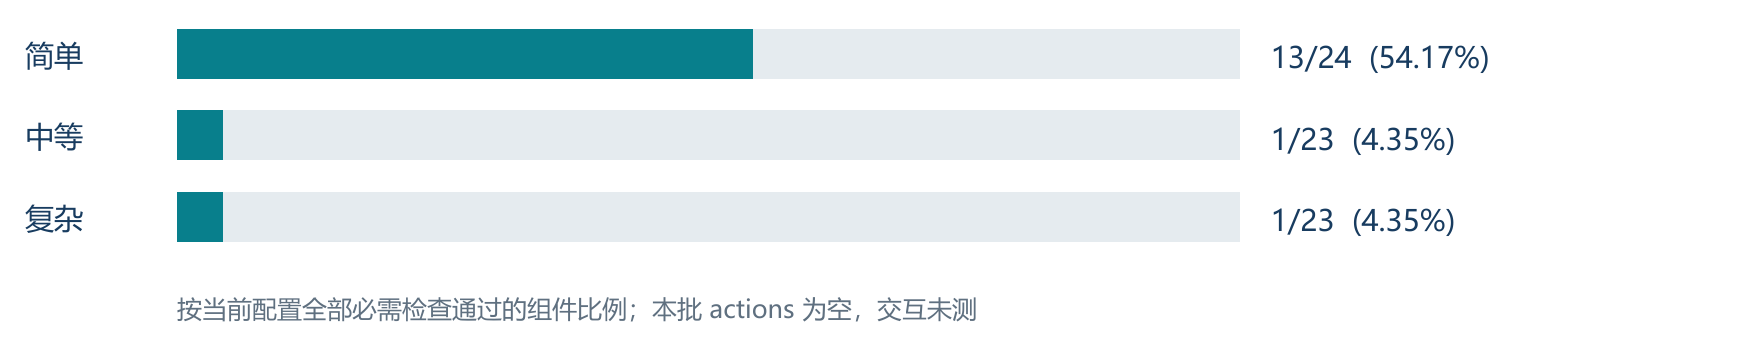 简单 13/24 (54.17%)
中等 1/23 (4.35%)
复杂 1/23 (4.35%)
按当前配置全部必需检查通过的组件比例；本批 actions 为空，交互未测